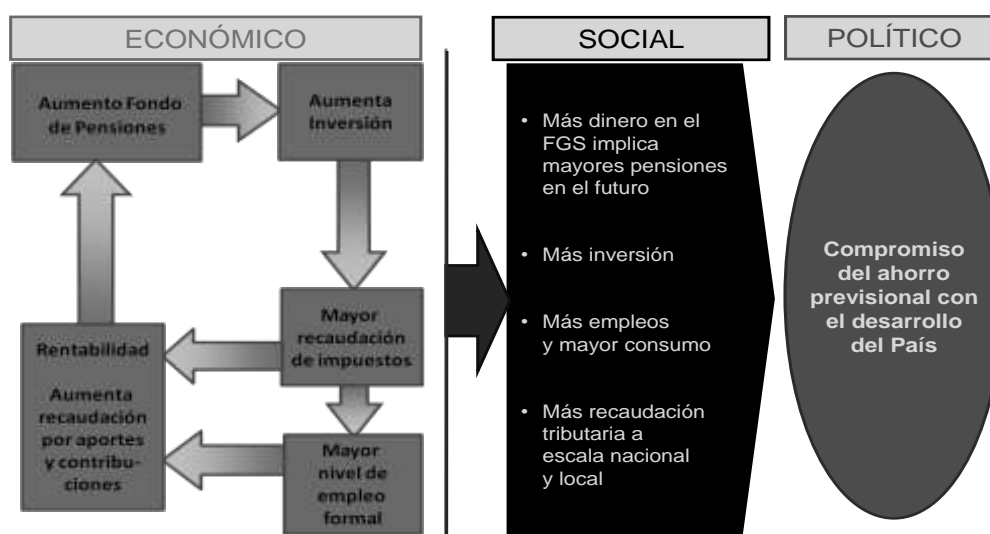 ECONÓMICO
Aumento Fondo
de Pensiones
Aumenta
Inversión
Mayor
recaudación
de impuestos
Rentabilidad
Aumenta
recaudación
por aportes
y contribu-
ciones
Mayor
nivel de
empleo
formal
SOCIAL
• Más dinero en el
FGS implica
mayores pensiones
en el futuro
• Más inversión
• Más empleos
y mayor consumo
• Más recaudación
tributaria a
escala nacional
y local
POLÍTICO
Compromiso
del ahorro
previsional con
el desarrollo
del País